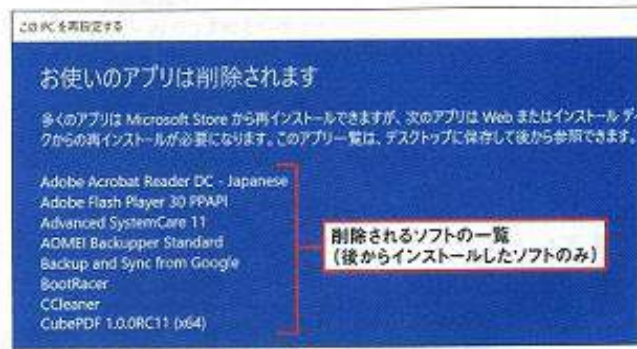 この PC を再設定する
お使いのアプリは削除されます
多くのアプリは Microsoft Store から再インストールできますが、次のアプリは Web またはインストール ディ
クからの再インストールが必要になります。このアプリ一覧は、デスクトップに保存して後から参照できます。
Adobe Acrobat Reader DC - Japanese
Adobe Flash Player 30 PPAPI
Advanced SystemCare 11
AOMEI Backupper Standard
Backup and Sync from Google
BootRacer
CCleaner
CubePDF 1.0.0RC11 (x64)
削除されるソフトの一覧
(後からインストールしたソフトのみ)